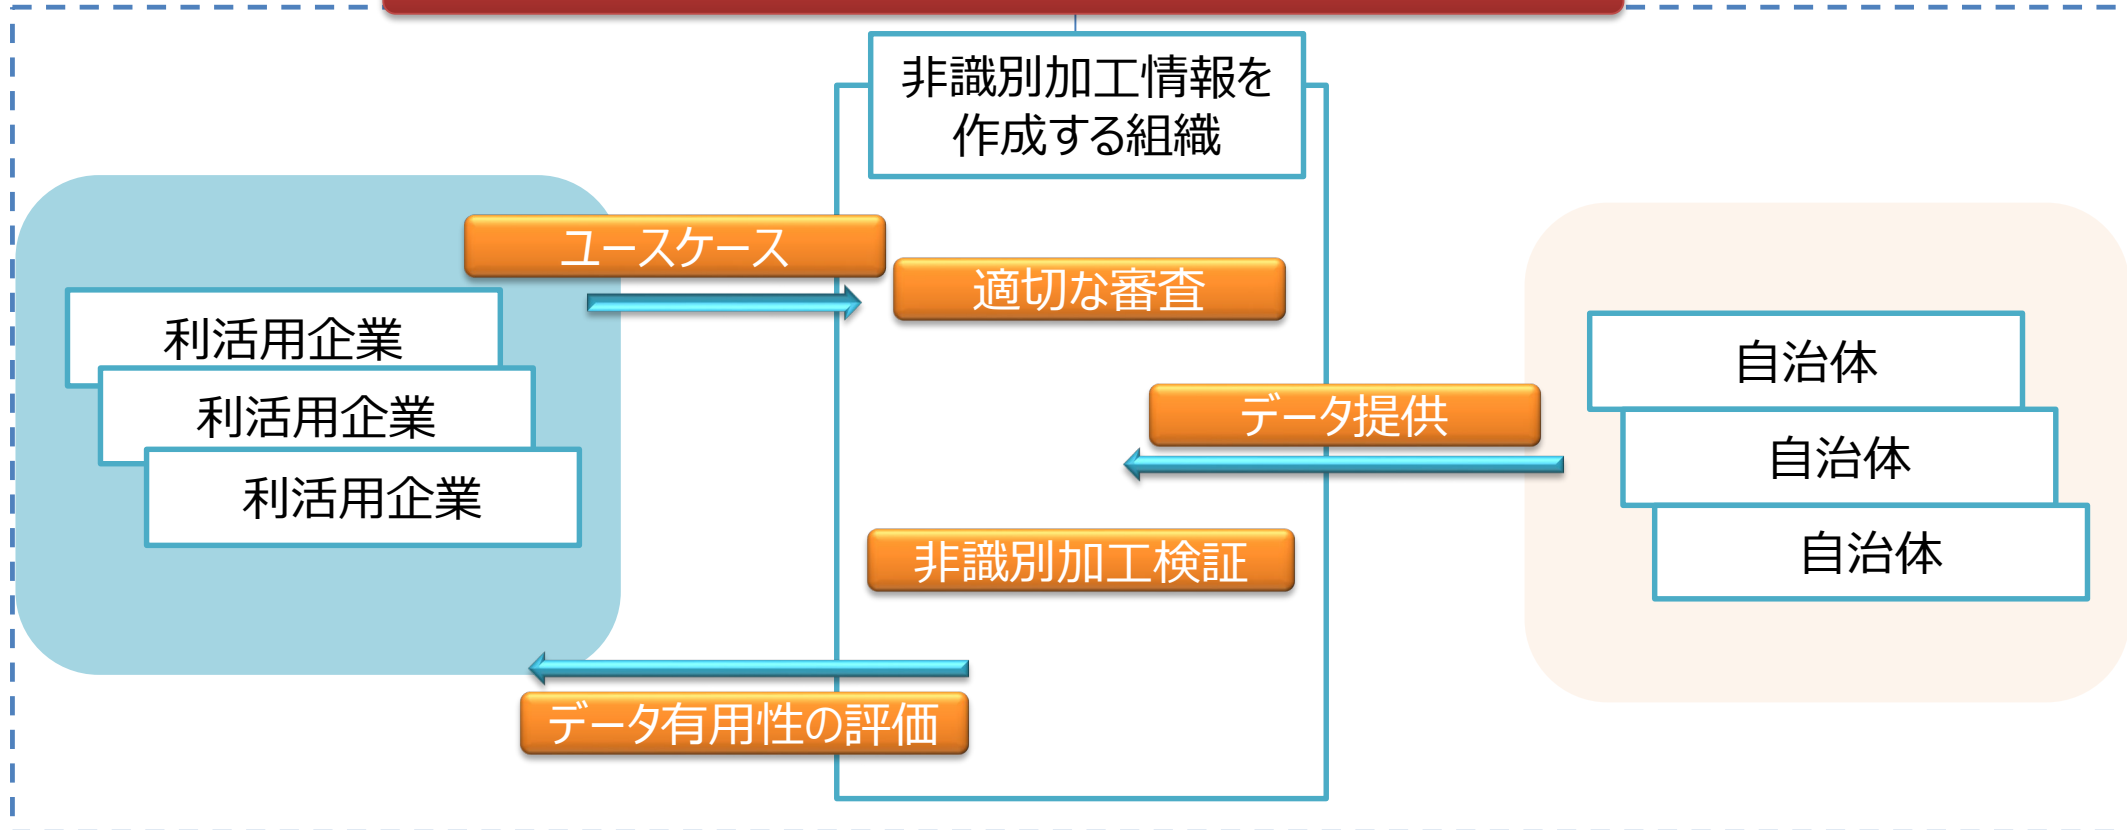 非識別加工情報を
作成する組織
ユースケース
適切な審査
利活用企業
利活用企業
利活用企業
データ提供
自治体
自治体
自治体
非識別加工検証
データ有用性の評価